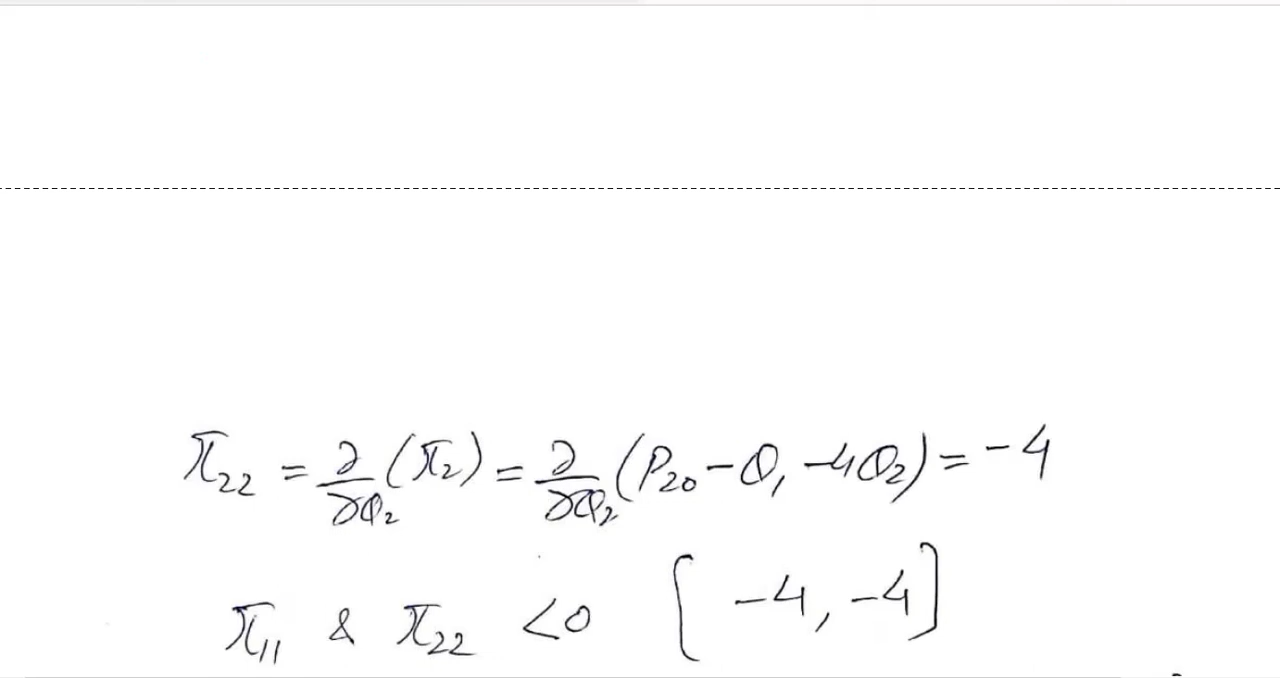 π₂₂ = ∂/∂Q₂ (π₂) = ∂/∂Q₂ (P₂₀ - Q₁ - 4Q₂) = - 4
π₁₁ & π₂₂ < 0 [ -4, -4 ]